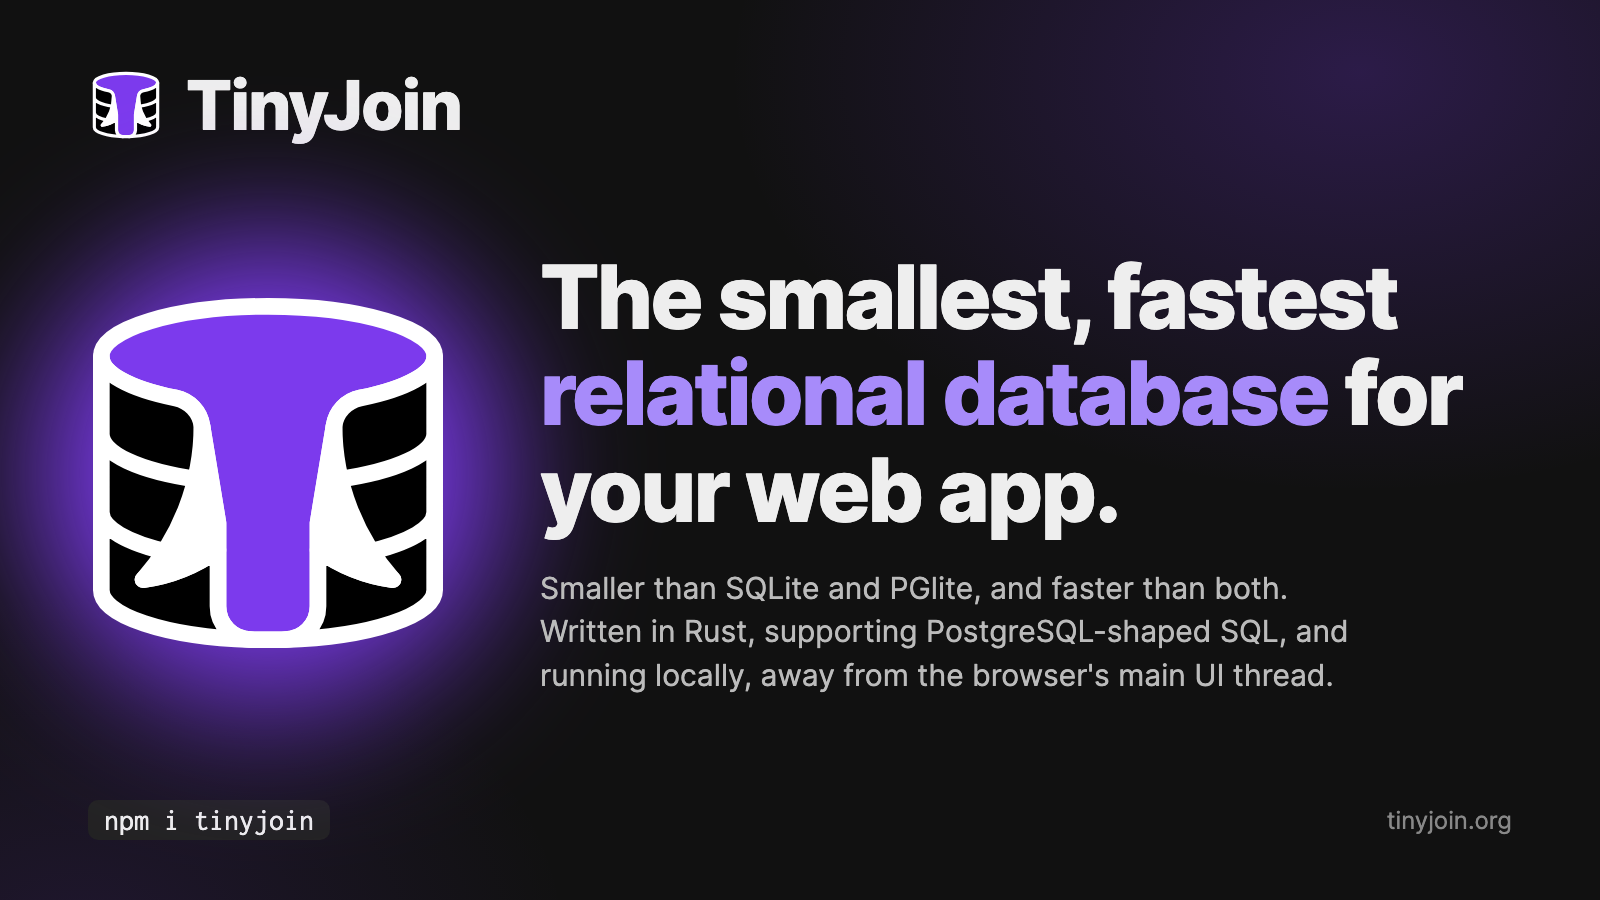 TinyJoin
The smallest, fastest
relational database for
your web app.
Smaller than SQLite and PGlite, and faster than both.
Written in Rust, supporting PostgreSQL-shaped SQL, and
running locally, away from the browser's main UI thread.
npm i tinyjoin
tinyjoin.org